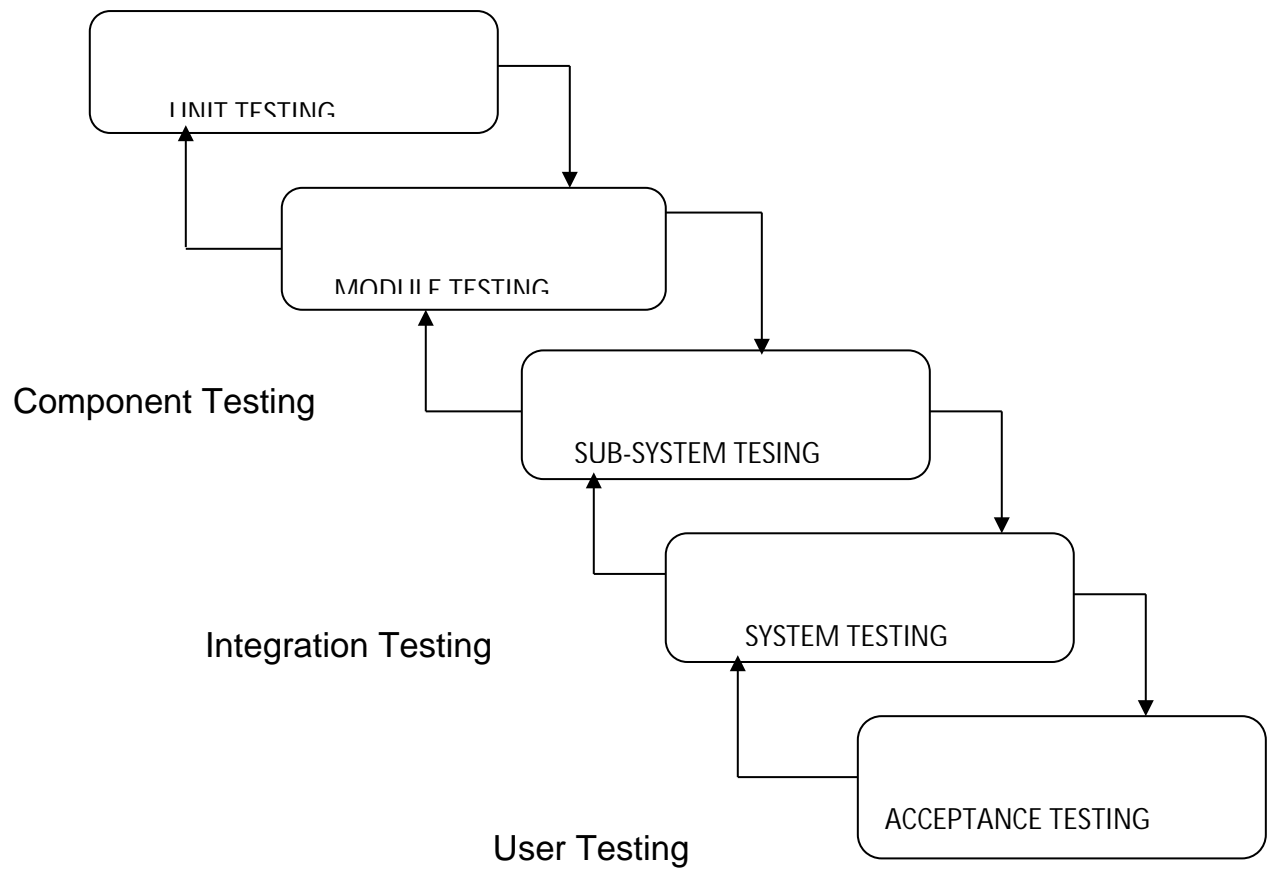 UNIT TESTING
MODULE TESTING
Component Testing
SUB-SYSTEM TESING
Integration Testing
SYSTEM TESTING
ACCEPTANCE TESTING
User Testing